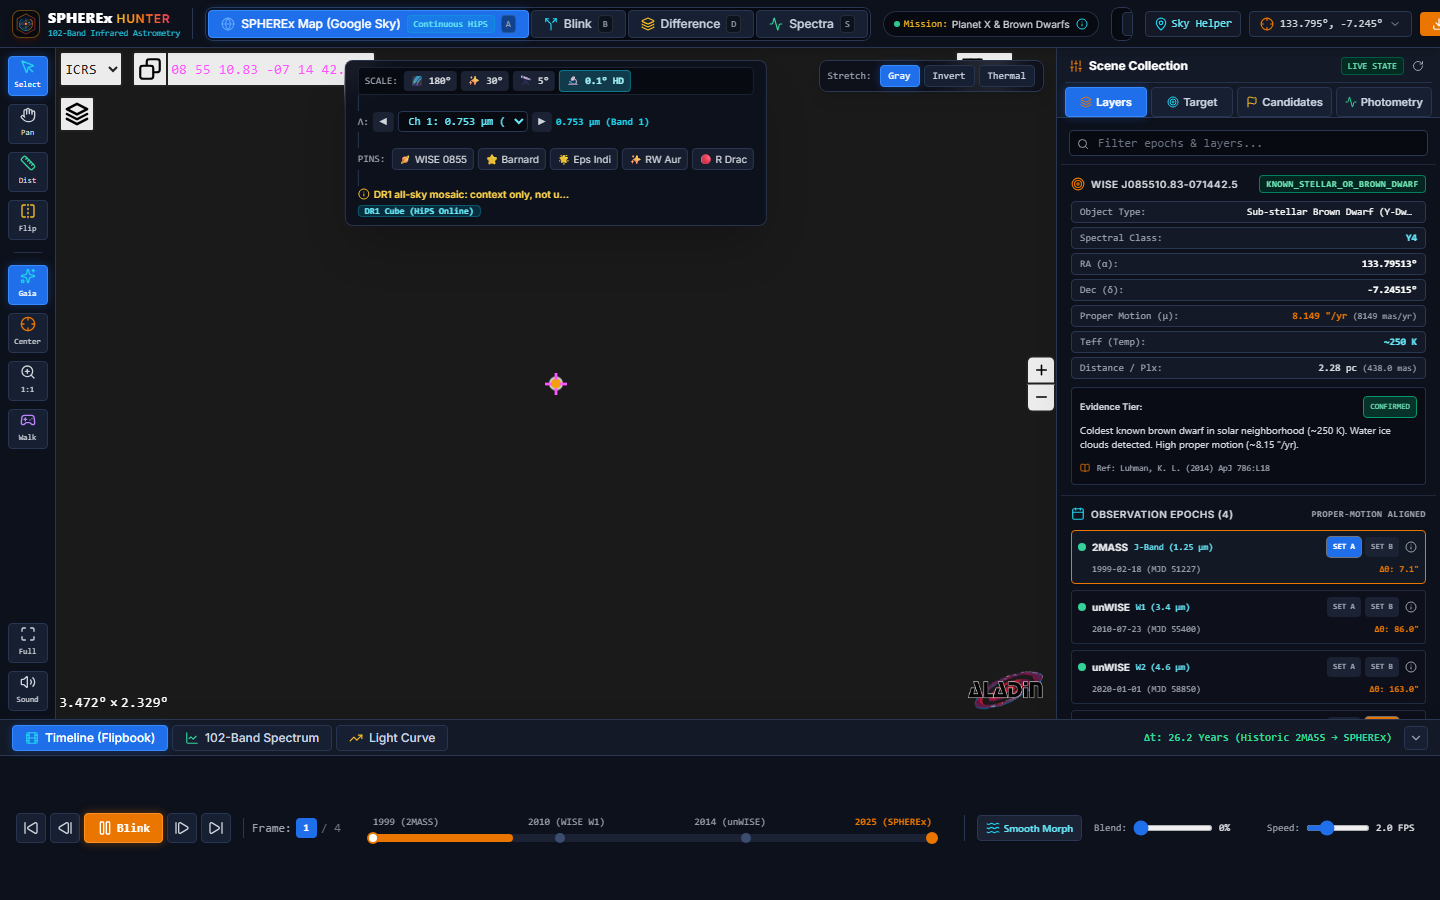 SPHEREx HUNTER
102-Band Infrared Astrometry
SPHEREx Map (Google Sky) Continuous HiPS A
Blink B
Difference D
Spectra S
Mission: Planet X & Brown Dwarfs
Sky Helper
133.795°, -7.245°
Select
Pan
Dist
Flip
Gaia
Center
1:1
Walk
Full
Sound
ICRS
08 55 10.83 -07 14 42.
SCALE: 180° 30° 5° 0.1° HD
Λ: ◀ Ch 1: 0.753 μm ( ▶ 0.753 μm (Band 1)
PINS: WISE 0855 Barnard Eps Indi RW Aur R Drac
DR1 all-sky mosaic: context only, not u…
DR1 Cube (HiPS Online)
Stretch: Gray Invert Thermal
+
−
3.472° × 2.329°
ALADiN
Scene Collection LIVE STATE
Layers Target Candidates Photometry
Filter epochs & layers...
WISE J085510.83-071442.5 KNOWN_STELLAR_OR_BROWN_DWARF
Object Type: Sub-stellar Brown Dwarf (Y-Dw…
Spectral Class: Y4
RA (α): 133.79513°
Dec (δ): -7.24515°
Proper Motion (μ): 8.149 "/yr (8149 mas/yr)
Teff (Temp): ~250 K
Distance / Plx: 2.28 pc (438.0 mas)
Evidence Tier: CONFIRMED
Coldest known brown dwarf in solar neighborhood (~250 K). Water ice
clouds detected. High proper motion (~8.15 "/yr).
Ref: Luhman, K. L. (2014) ApJ 786:L18
OBSERVATION EPOCHS (4) PROPER-MOTION ALIGNED
2MASS J-Band (1.25 μm) SET A SET B
1999-02-18 (MJD 51227) Δθ: 7.1"
unWISE W1 (3.4 μm) SET A SET B
2010-07-23 (MJD 55400) Δθ: 86.0"
unWISE W2 (4.6 μm) SET A SET B
2020-01-01 (MJD 58850) Δθ: 163.0"
Timeline (Flipbook) 102-Band Spectrum Light Curve
Δt: 26.2 Years (Historic 2MASS → SPHEREx)
Blink
Frame: 1 / 4
1999 (2MASS) 2010 (WISE W1) 2014 (unWISE) 2025 (SPHEREx)
Smooth Morph
Blend: 0%
Speed: 2.0 FPS